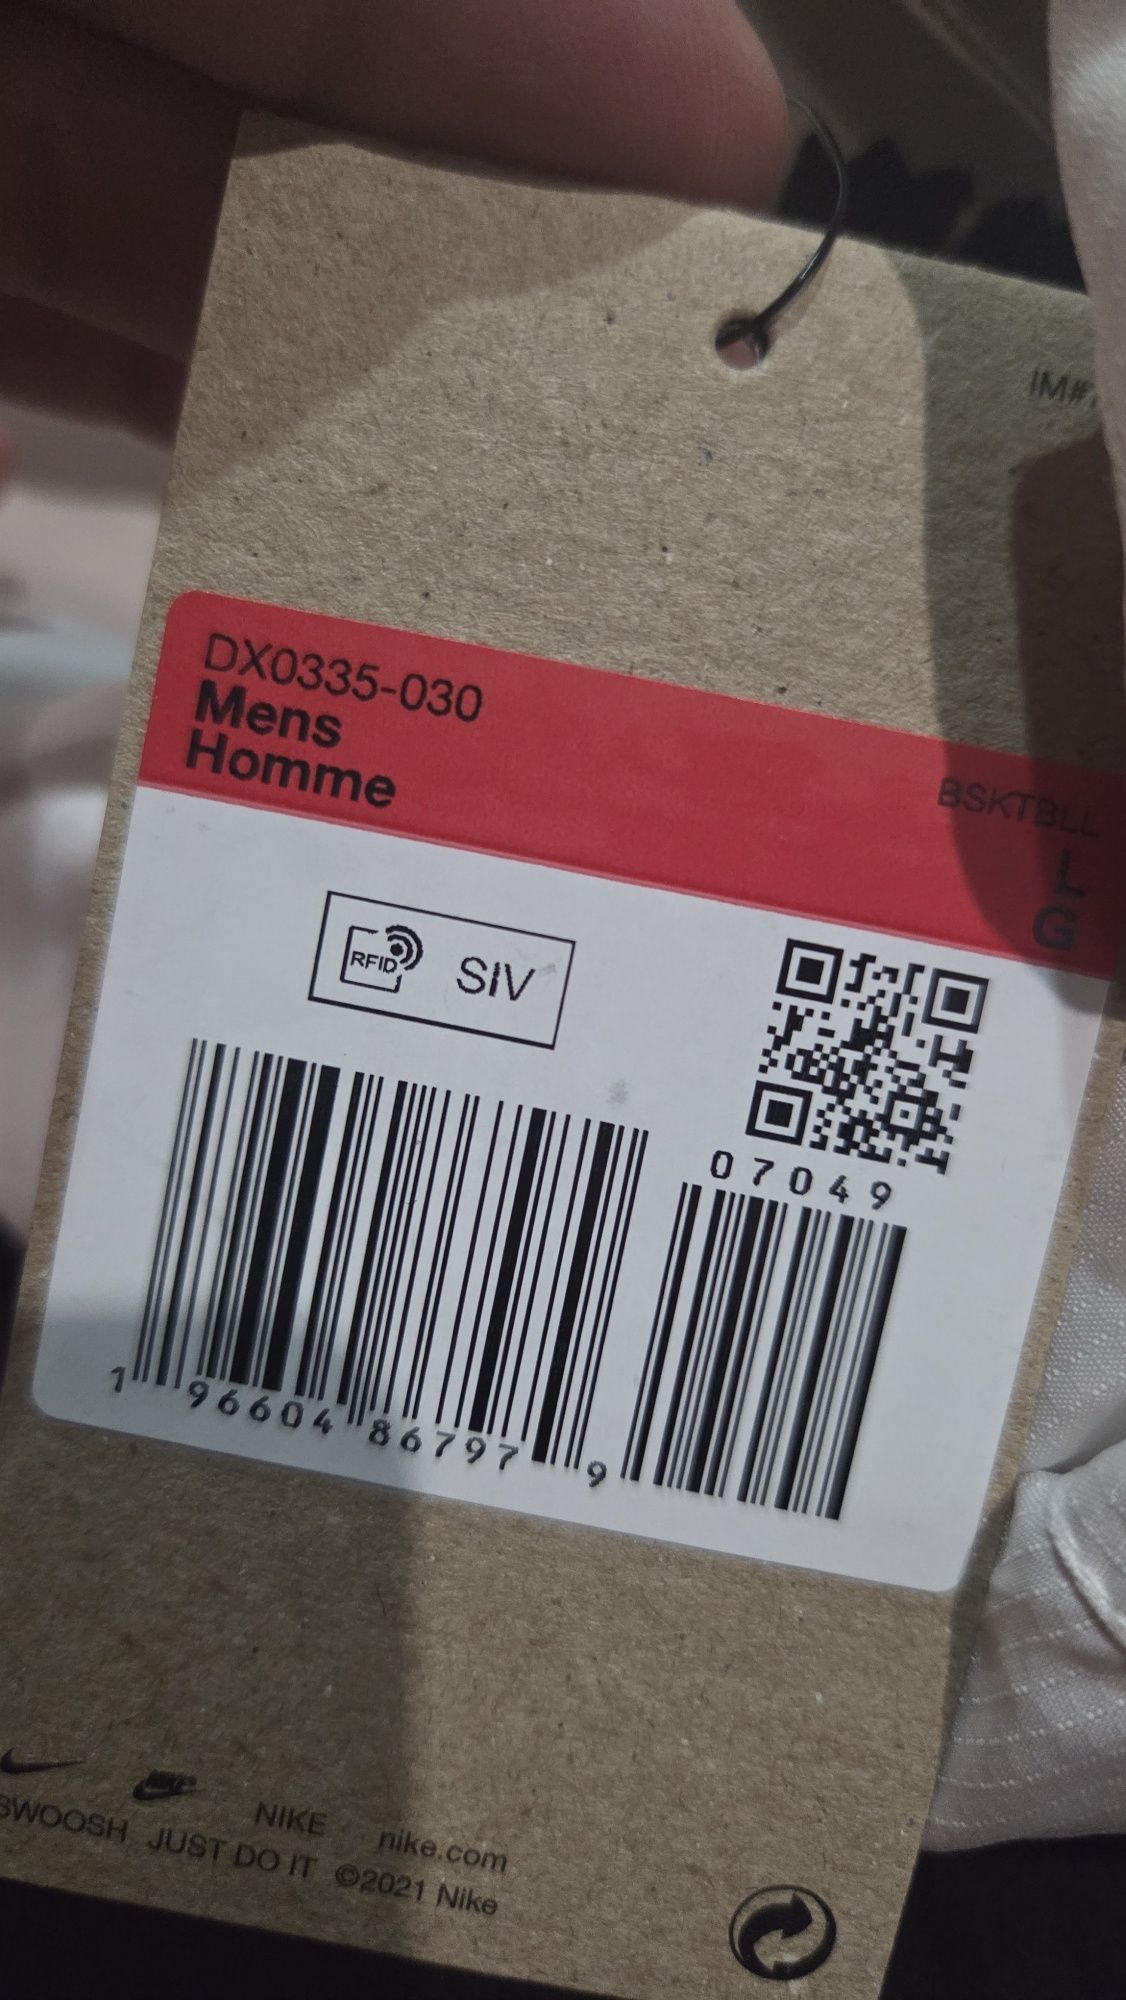 IM#
DX0335-030
Mens
Homme
BSKTBLL
L
G
RFID
SIV
07049
1 96604 86797 9
NIKE nike.com
SWOOSH JUST DO IT ©2021 Nike